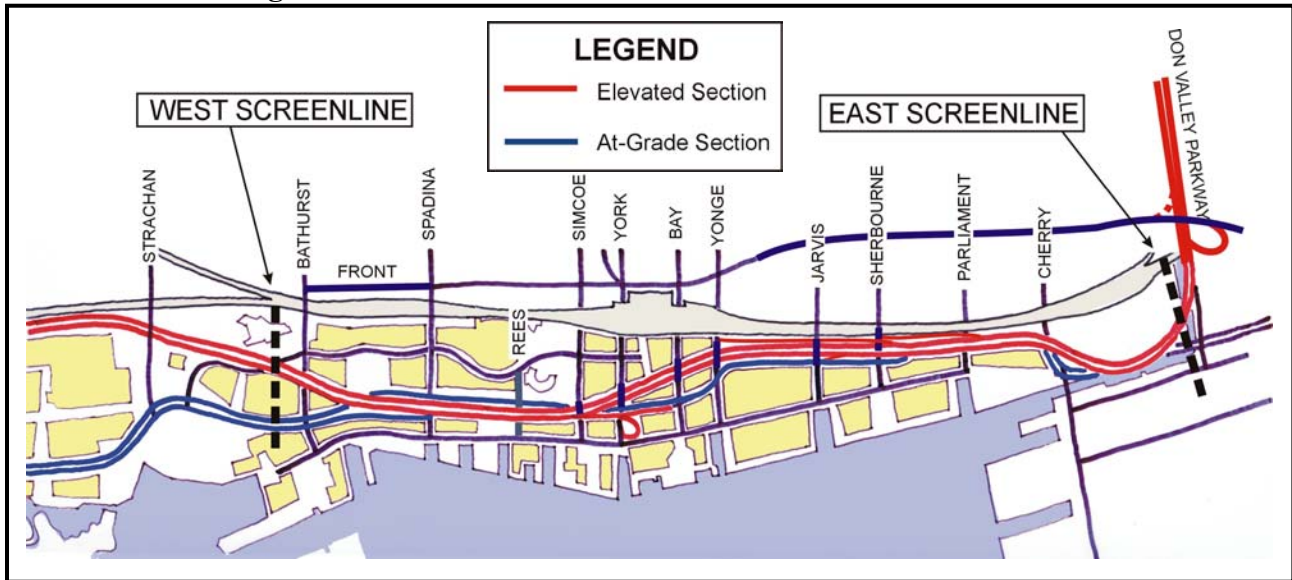 LEGEND
Elevated Section
At-Grade Section
WEST SCREENLINE
EAST SCREENLINE
DON VALLEY PARKWAY
STRACHAN
BATHURST
FRONT
SPADINA
REES
SIMCOE
YORK
BAY
YONGE
JARVIS
SHERBOURNE
PARLIAMENT
CHERRY